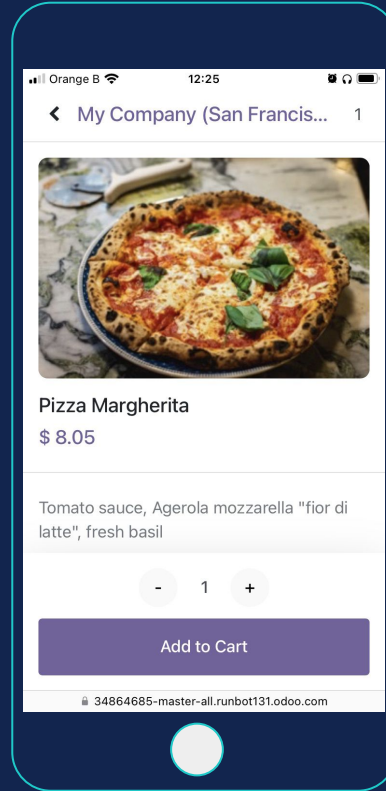 Orange B
12:25
My Company (San Francis...
1
Pizza Margherita
$ 8.05
Tomato sauce, Agerola mozzarella "fior di
latte", fresh basil
- 1 +
Add to Cart
34864685-master-all.runbot131.odoo.com